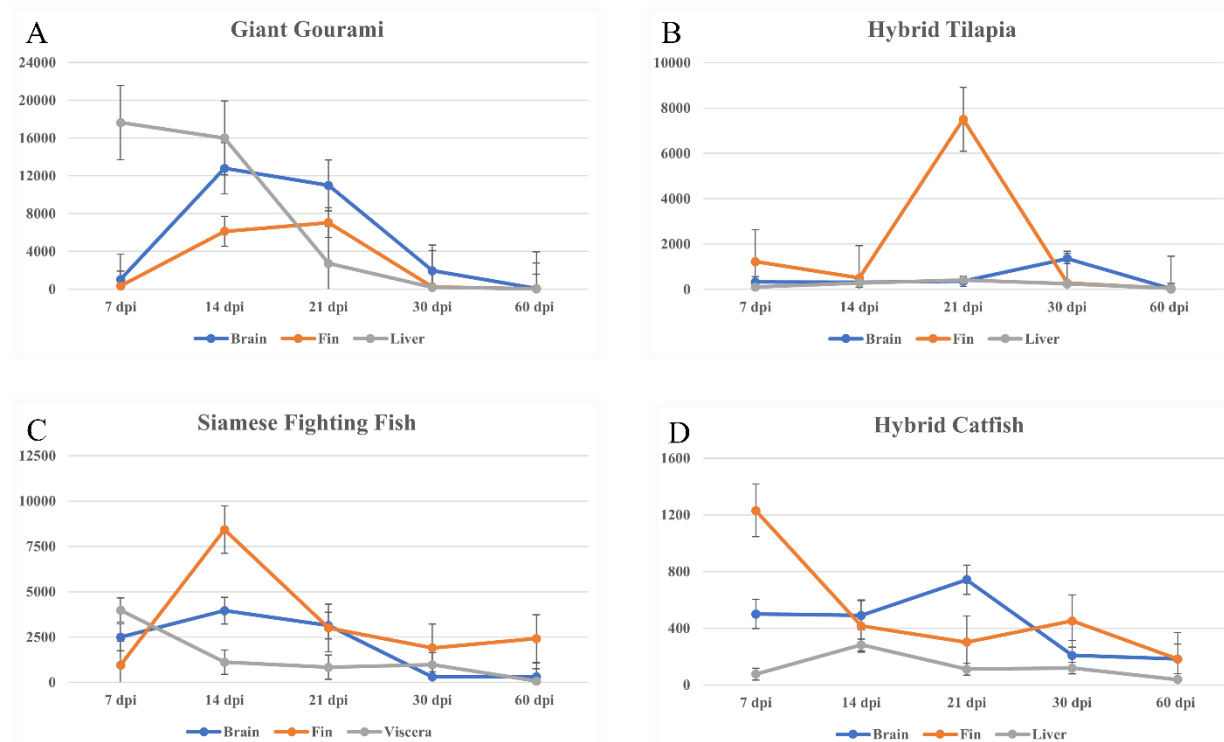 A
Giant Gourami
24000
20000
16000
12000
8000
4000
0
7 dpi 14 dpi 21 dpi 30 dpi 60 dpi
Brain Fin Liver
B
Hybrid Tilapia
10000
8000
6000
4000
2000
0
7 dpi 14 dpi 21 dpi 30 dpi 60 dpi
Brain Fin Liver
C
Siamese Fighting Fish
12500
10000
7500
5000
2500
0
7 dpi 14 dpi 21 dpi 30 dpi 60 dpi
Brain Fin Viscera
D
Hybrid Catfish
1600
1200
800
400
0
7 dpi 14 dpi 21 dpi 30 dpi 60 dpi
Brain Fin Liver